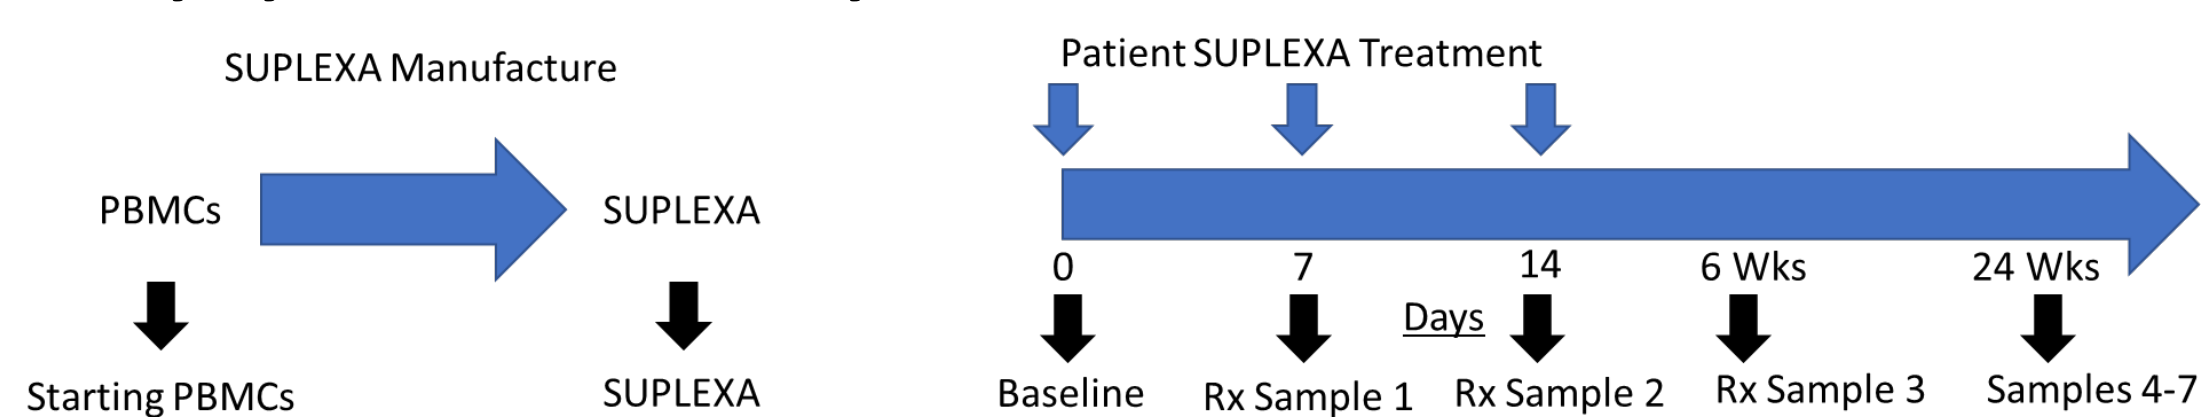 SUPLEXA Manufacture
PBMCs
SUPLEXA
Starting PBMCs
SUPLEXA
Patient SUPLEXA Treatment
0
7
14
6 Wks
24 Wks
Days
Baseline
Rx Sample 1
Rx Sample 2
Rx Sample 3
Samples 4-7